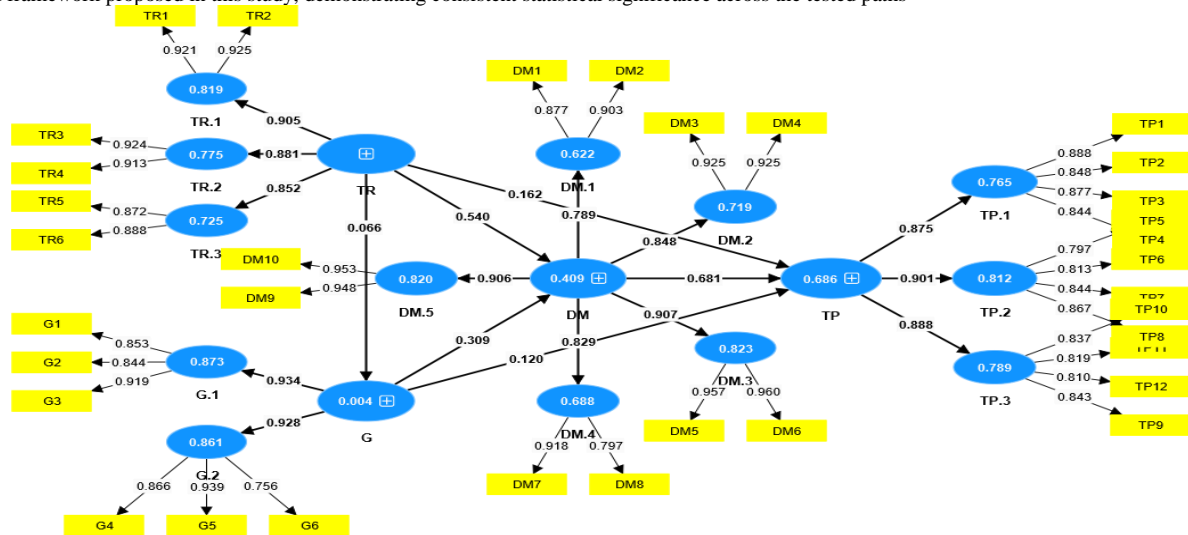 framework proposed in this study, demonstrating consistent statistical significance across the tested paths
TR1 TR2
0.921 0.925
0.819
TR.1
0.905
TR3
0.924
TR4
0.913
0.775
TR.2
0.881
TR
TR5
0.872
TR6
0.888
0.725
TR.3
0.852
0.066
0.540
0.162
DM1 DM2
0.877 0.903
0.622
DM.1
0.789
DM3 DM4
0.925 0.925
0.719
DM.2
0.848
DM10
0.953
DM9
0.948
0.820
DM.5
0.906
0.409
DM
0.681
0.686
TP
0.309
0.829
0.120
0.907
0.823
DM.3
0.957 0.960
DM5 DM6
0.688
DM.4
0.918 0.797
DM7 DM8
G1
0.853
G2
0.844
G3
0.919
0.873
G.1
0.934
0.004
G
0.928
0.861
G.2
0.866 0.939 0.756
G4 G5 G6
0.875
0.765
TP.1
0.888
TP1
0.848
TP2
0.877
TP3
0.844
TP5
TP4
0.901
0.812
TP.2
0.797
0.813
TP6
0.844
TP7
0.867
TP10
0.888
0.789
TP.3
0.837
TP8
0.819
0.810
TP12
0.843
TP9